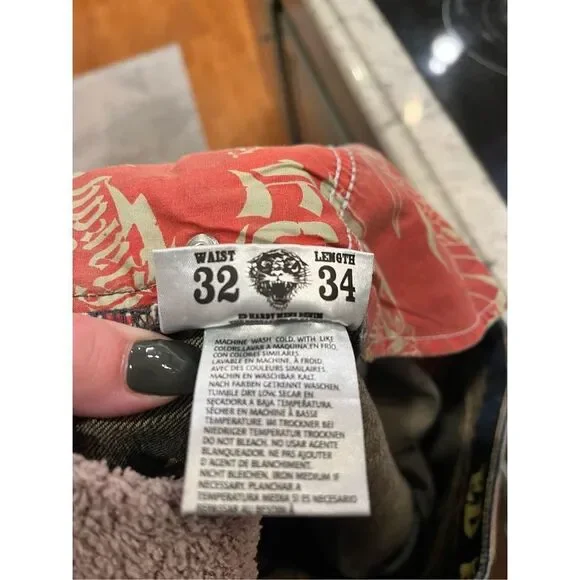 WAIST
32
LENGTH
34
ED HARDY MENS DENIM
MACHINE WASH COLD, WITH LIKE
COLORS.LAVAR A MAQUINA EN FRIO,
CON COLORES SIMILARES.
LAVABLE EN MACHINE, À FROID,
AVEC DES COULEURS SIMILAIRES.
MACHIN EN WASCHBAR KALT.
NACH FARBEN GETRENNT WASCHEN.
TUMBLE DRY LOW. SECAR EN
SECADORA A BAJA TEMPERATURA.
SÉCHER EN MACHINE À BASSE
TEMPERATURE. IM TROCKNER BEI
NIEDRIGER TEMPERATUR TROCKNEN
DO NOT BLEACH. NO USAR AGENTE
BLANQUEADOR. NE PAS AJOUTER
D'AGENT DE BLANCHIMENT.
NICHT BLEICHEN. IRON MEDIUM IF
NECESSARY. PLANCHAR A
TEMPERATURA MEDIA SI ES NECESARIO